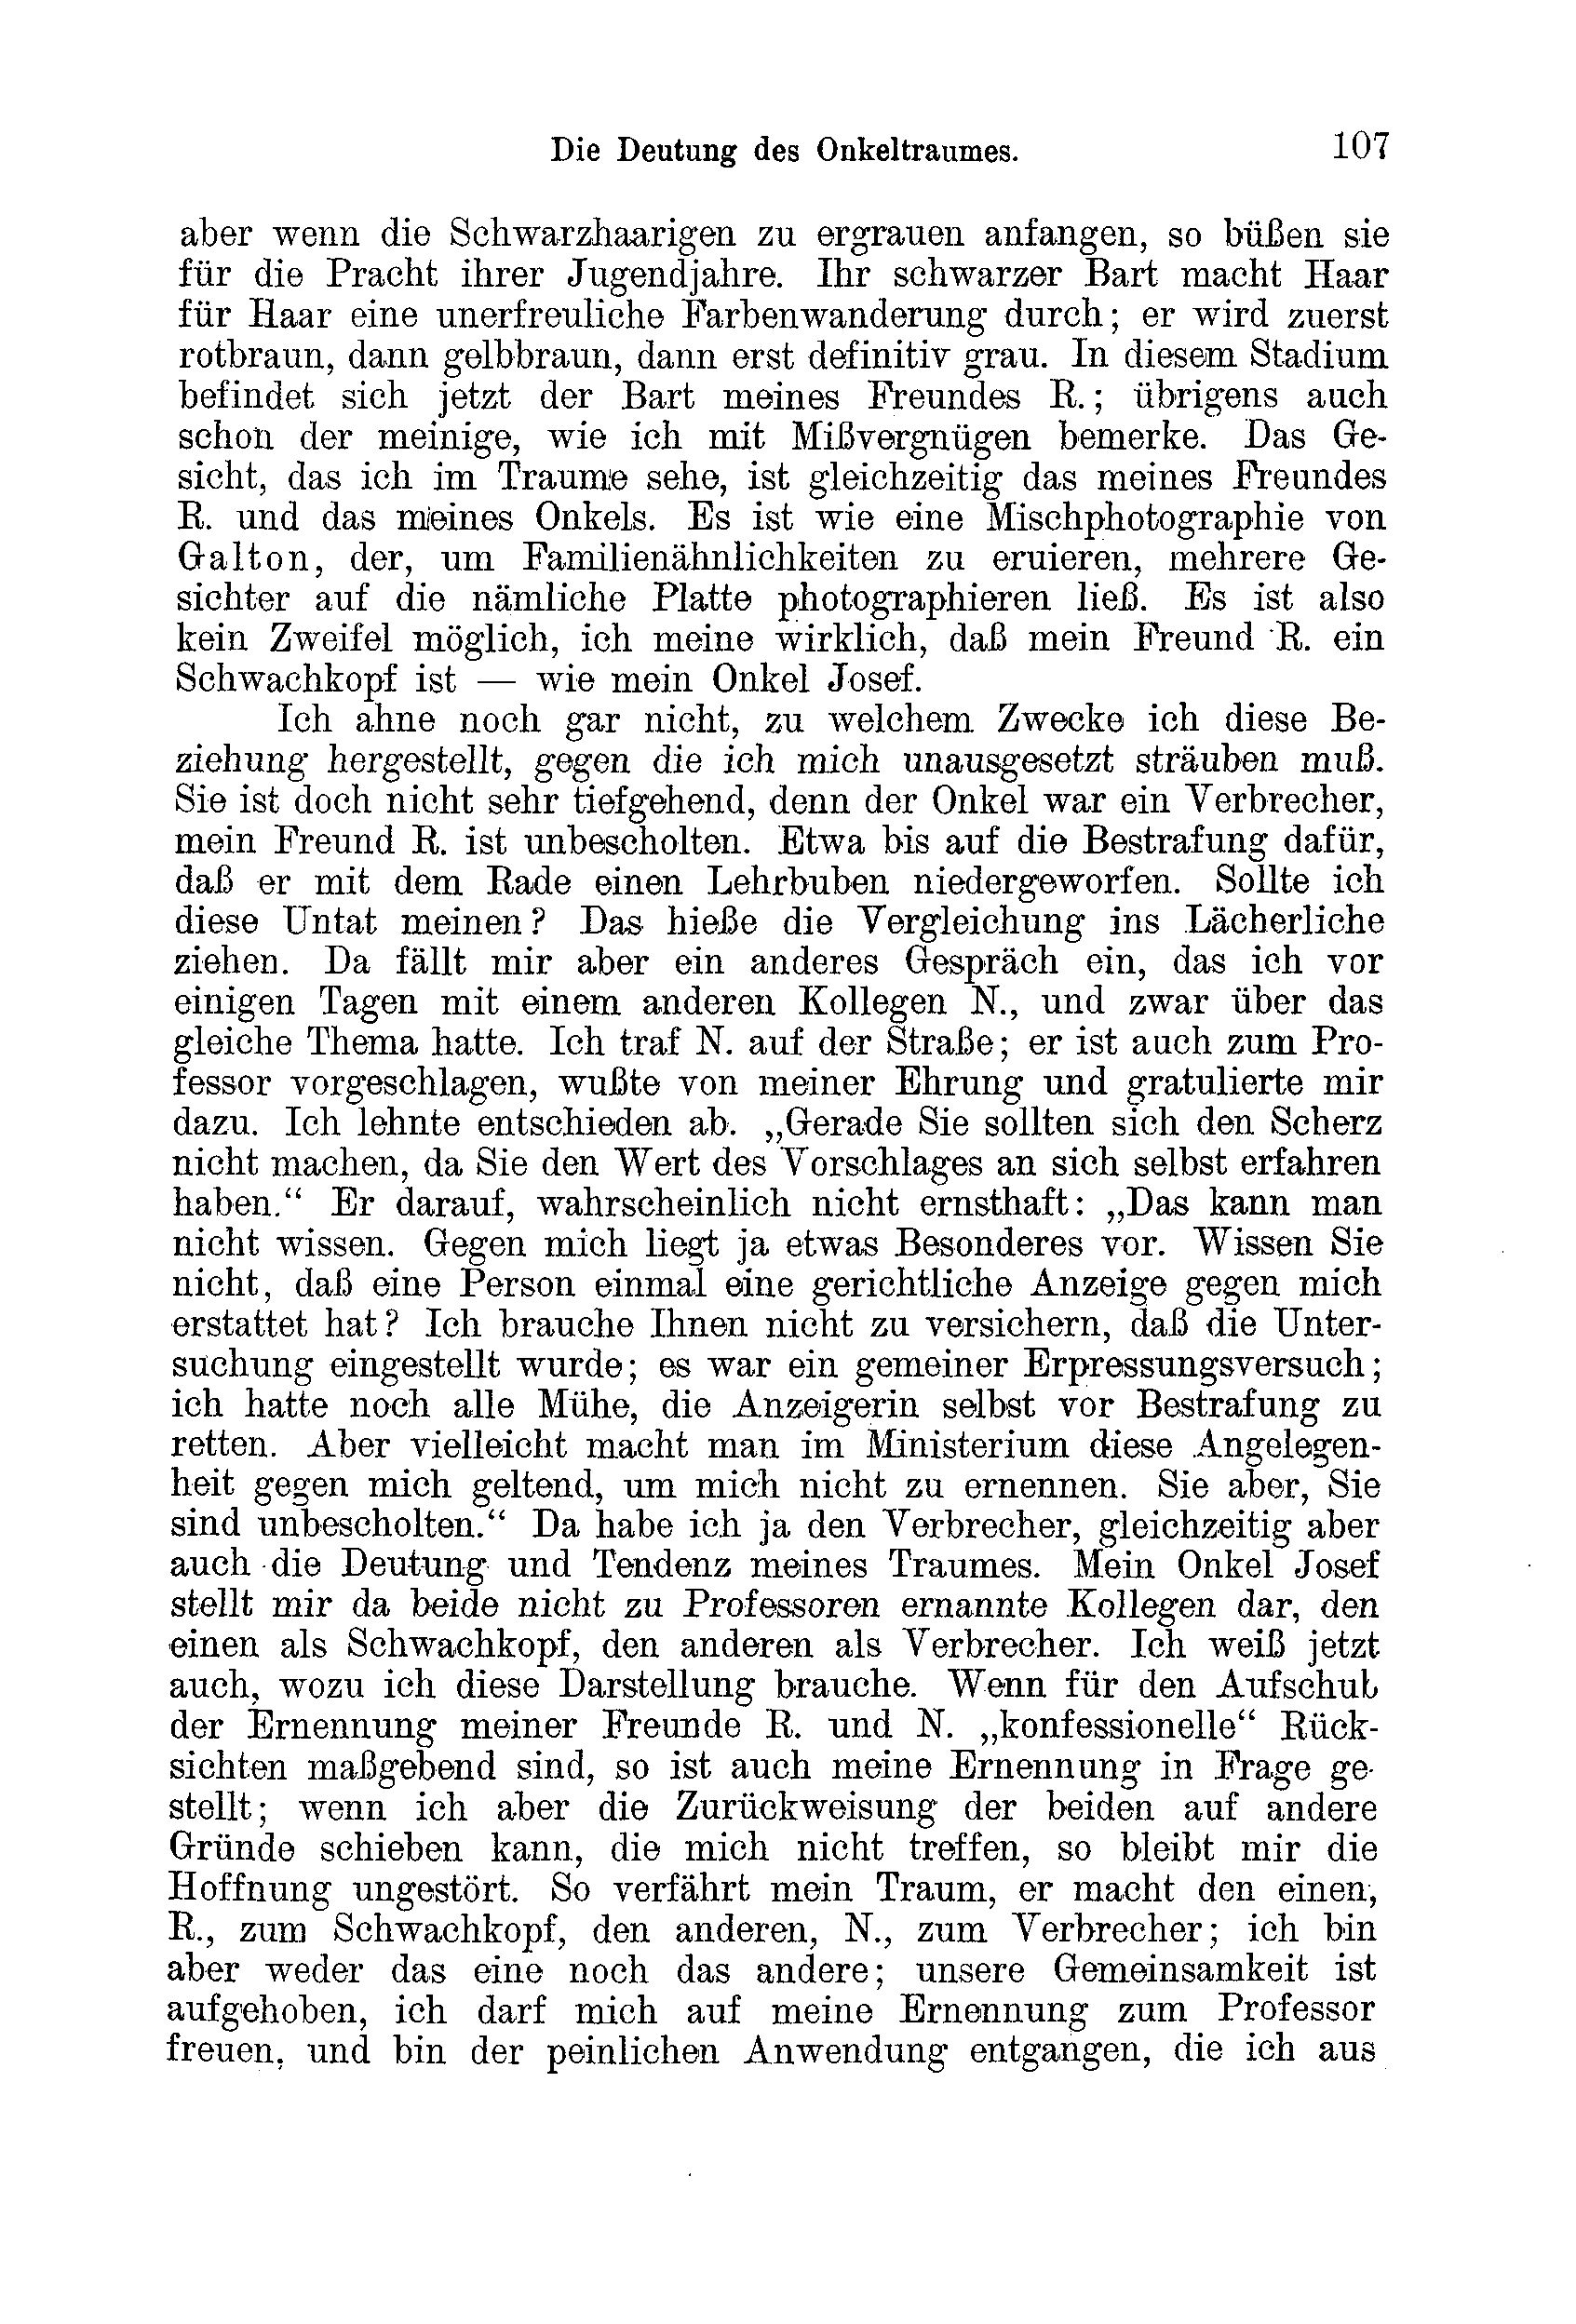 Die Deutung des Onkeltraumes. 107
aber wenn die Schwarzhaarigen zu ergrauen anfangen, so büßen sie
für die Pracht ihrer Jugendjahre. Ihr schwarzer Bart macht Haar
für Haar eine unerfreuliche Farbenwanderung durch; er wird zuerst
rotbraun, dann gelbbraun, dann erst definitiv grau. In diesem Stadium
befindet sich jetzt der Bart meines Freundes R.; übrigens auch
schon der meinige, wie ich mit Mißvergnügen bemerke. Das Ge-
sicht, das ich im Traume sehe, ist gleichzeitig das meines Freundes
R. und das meines Onkels. Es ist wie eine Mischphotographie von
Galton, der, um Familienähnlichkeiten zu eruieren, mehrere Ge-
sichter auf die nämliche Platte photographieren ließ. Es ist also
kein Zweifel möglich, ich meine wirklich, daß mein Freund R. ein
Schwachkopf ist — wie mein Onkel Josef.
Ich ahne noch gar nicht, zu welchem Zwecke ich diese Be-
ziehung hergestellt, gegen die ich mich unausgesetzt sträuben muß.
Sie ist doch nicht sehr tiefgehend, denn der Onkel war ein Verbrecher,
mein Freund R. ist unbescholten. Etwa bis auf die Bestrafung dafür,
daß er mit dem Rade einen Lehrbuben niedergeworfen. Sollte ich
diese Untat meinen? Das hieße die Vergleichung ins Lächerliche
ziehen. Da fällt mir aber ein anderes Gespräch ein, das ich vor
einigen Tagen mit einem anderen Kollegen N., und zwar über das
gleiche Thema hatte. Ich traf N. auf der Straße; er ist auch zum Pro-
fessor vorgeschlagen, wußte von meiner Ehrung und gratulierte mir
dazu. Ich lehnte entschieden ab. „Gerade Sie sollten sich den Scherz
nicht machen, da Sie den Wert des Vorschlages an sich selbst erfahren
haben.“ Er darauf, wahrscheinlich nicht ernsthaft: „Das kann man
nicht wissen. Gegen mich liegt ja etwas Besonderes vor. Wissen Sie
nicht, daß eine Person einmal eine gerichtliche Anzeige gegen mich
erstattet hat? Ich brauche Ihnen nicht zu versichern, daß die Unter-
suchung eingestellt wurde; es war ein gemeiner Erpressungsversuch;
ich hatte noch alle Mühe, die Anzeigerin selbst vor Bestrafung zu
retten. Aber vielleicht macht man im Ministerium diese Angelegen-
heit gegen mich geltend, um mich nicht zu ernennen. Sie aber, Sie
sind unbescholten.“ Da habe ich ja den Verbrecher, gleichzeitig aber
auch die Deutung und Tendenz meines Traumes. Mein Onkel Josef
stellt mir da beide nicht zu Professoren ernannte Kollegen dar, den
einen als Schwachkopf, den anderen als Verbrecher. Ich weiß jetzt
auch, wozu ich diese Darstellung brauche. Wenn für den Aufschub
der Ernennung meiner Freunde R. und N. „konfessionelle“ Rück-
sichten maßgebend sind, so ist auch meine Ernennung in Frage ge-
stellt; wenn ich aber die Zurückweisung der beiden auf andere
Gründe schieben kann, die mich nicht treffen, so bleibt mir die
Hoffnung ungestört. So verfährt mein Traum, er macht den einen,
R., zum Schwachkopf, den anderen, N., zum Verbrecher; ich bin
aber weder das eine noch das andere; unsere Gemeinsamkeit ist
aufgehoben, ich darf mich auf meine Ernennung zum Professor
freuen, und bin der peinlichen Anwendung entgangen, die ich aus